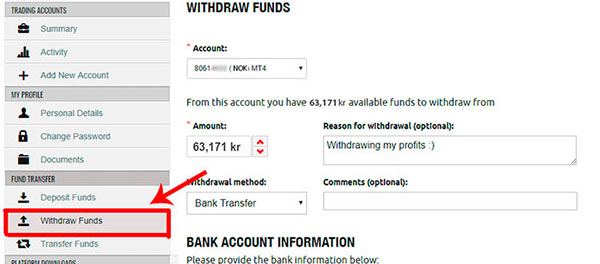 TRADING ACCOUNTS
Summary
Activity
Add New Account
MY PROFILE
Personal Details
Change Password
Documents
FUND TRANSFER
Deposit Funds
Withdraw Funds
Transfer Funds
PLATFORM DOWNLOADS
WITHDRAW FUNDS
* Account:
8061 (NOK) MT4
From this account you have 63,171 kr available funds to withdraw from
* Amount:
63,171 kr
Reason for withdrawal (optional):
Withdrawing my profits :)
Withdrawal method:
Bank Transfer
Comments (optional):
BANK ACCOUNT INFORMATION
Please provide the bank information below: